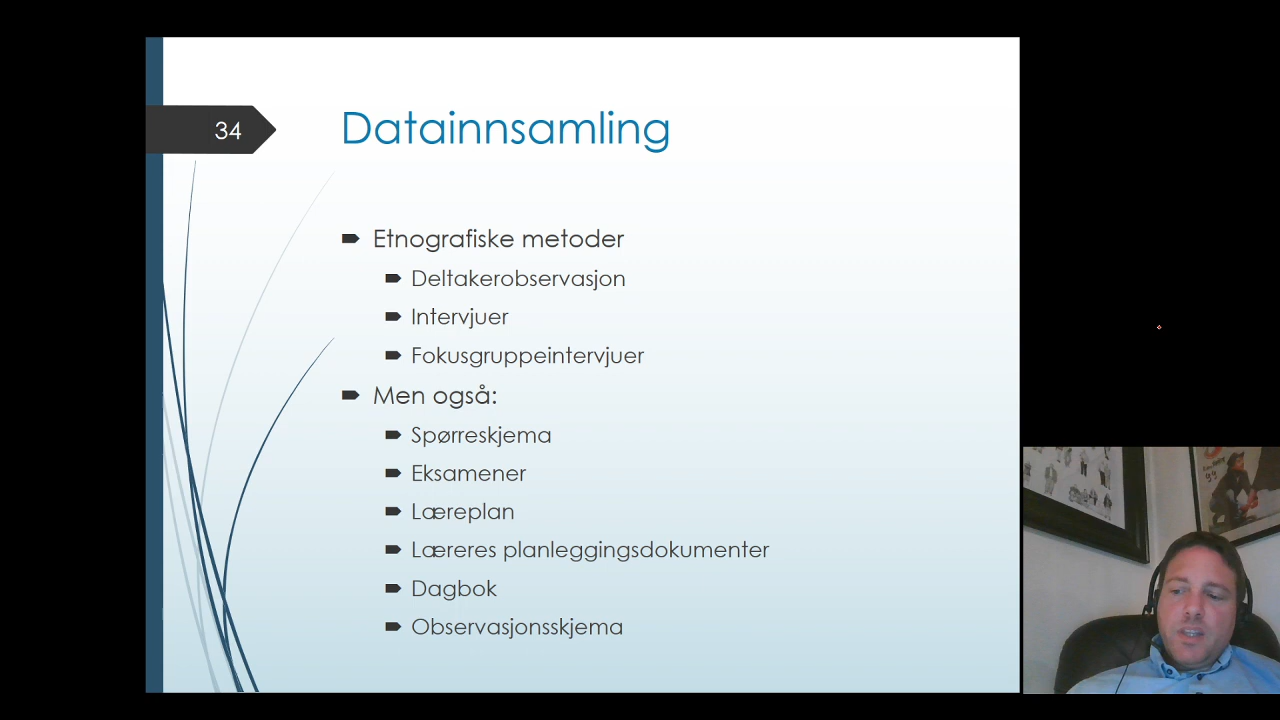 34
Datainnsamling
Etnografiske metoder
Deltakerobservasjon
Intervjuer
Fokusgruppeintervjuer
Men også:
Spørreskjema
Eksamener
Læreplan
Læreres planleggingsdokumenter
Dagbok
Observasjonsskjema